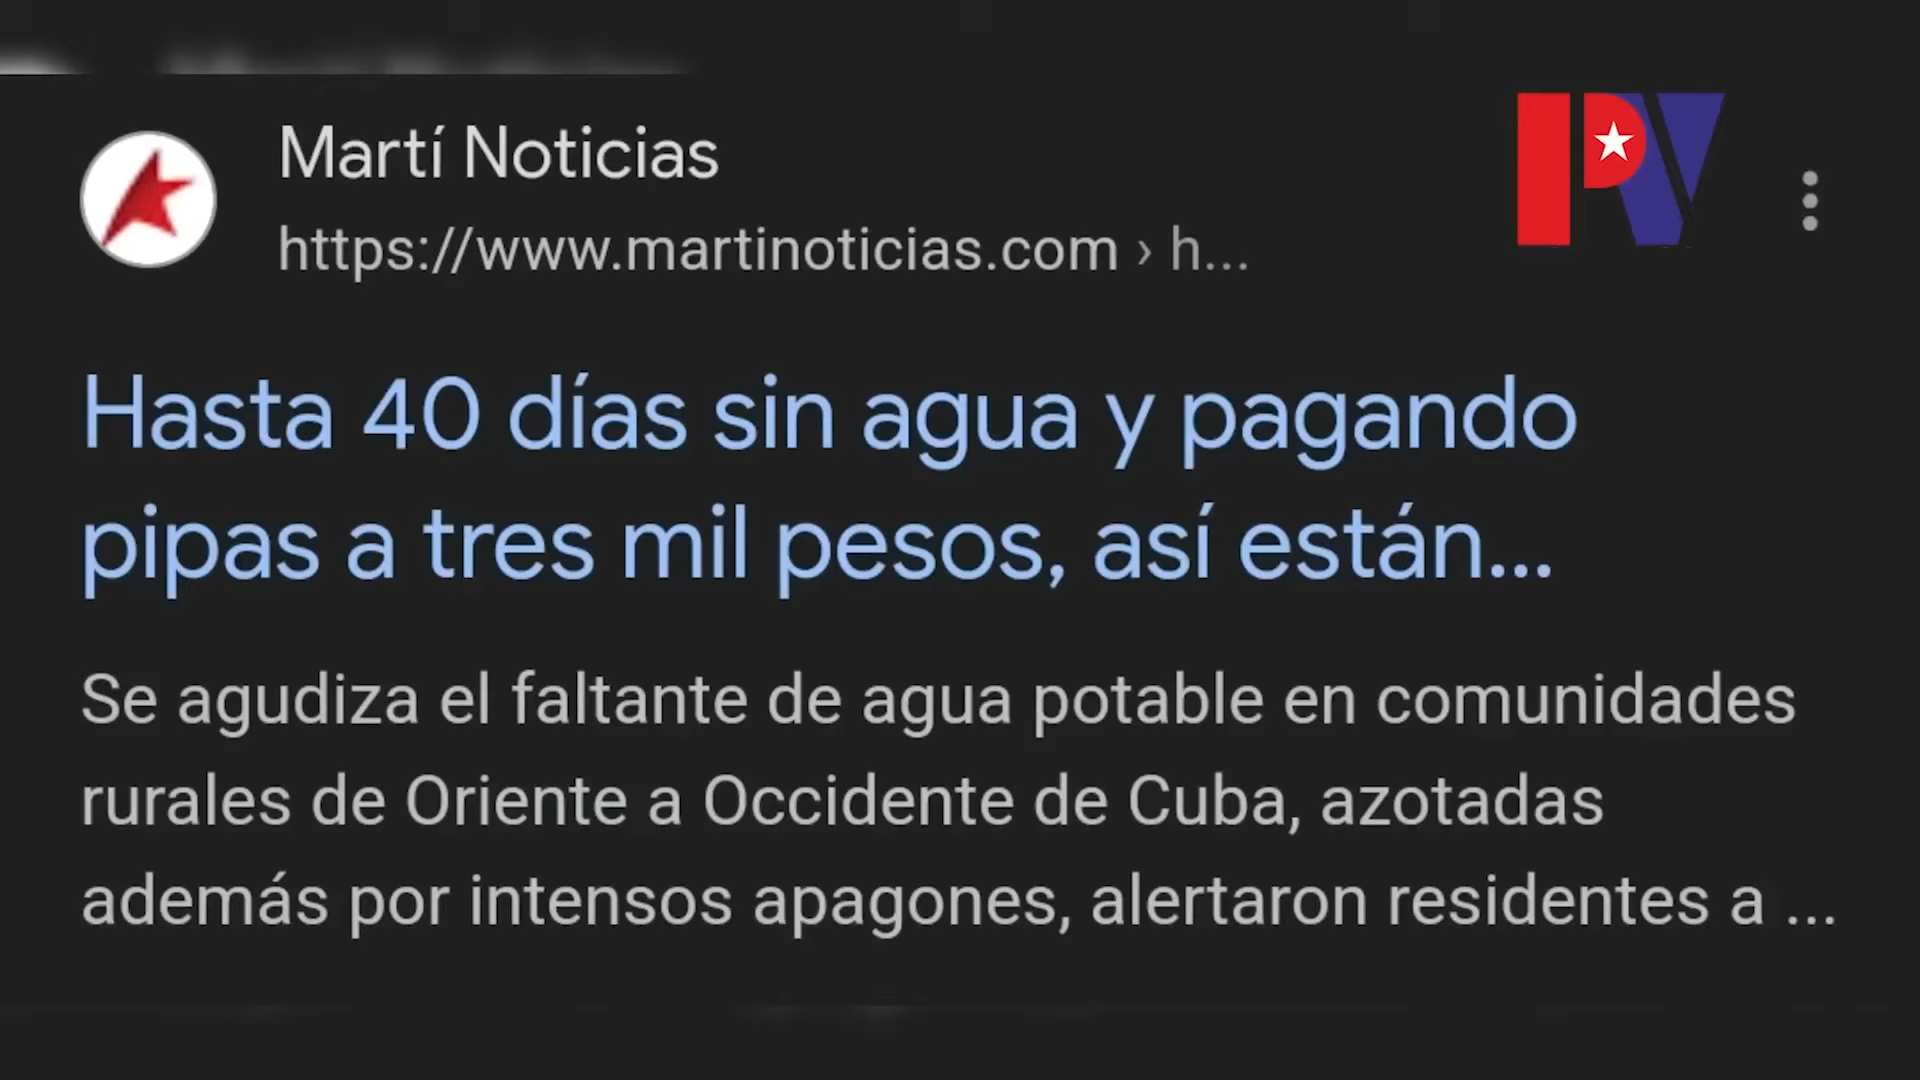 Martí Noticias
https://www.martinoticias.com › h...
Hasta 40 días sin agua y pagando
pipas a tres mil pesos, así están...
Se agudiza el faltante de agua potable en comunidades
rurales de Oriente a Occidente de Cuba, azotadas
además por intensos apagones, alertaron residentes a ...